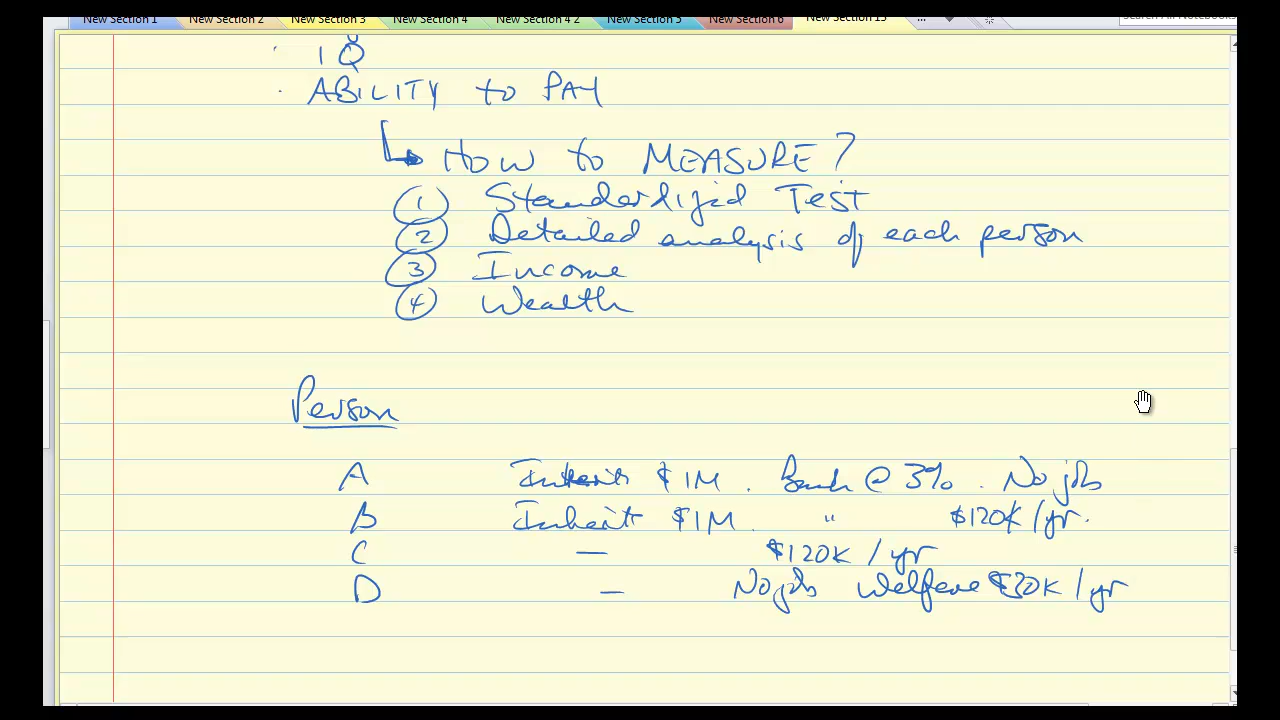 New Section 1 New Section 2 New Section 3 New Section 4 New Section 4 2 New Section 5 New Section 6 New Section 13 ...
Search All Notebooks
· IQ
· ABILITY to PAY
HOW to MEASURE?
1 Standardized Test
2 Detailed analysis of each person
3 Income
4 Wealth
Person
A Inherit $1M. Bank @ 3%. No job
B Inherit $1M. " $120K/yr.
C — $120K/yr
D — No job Welfare $30K/yr